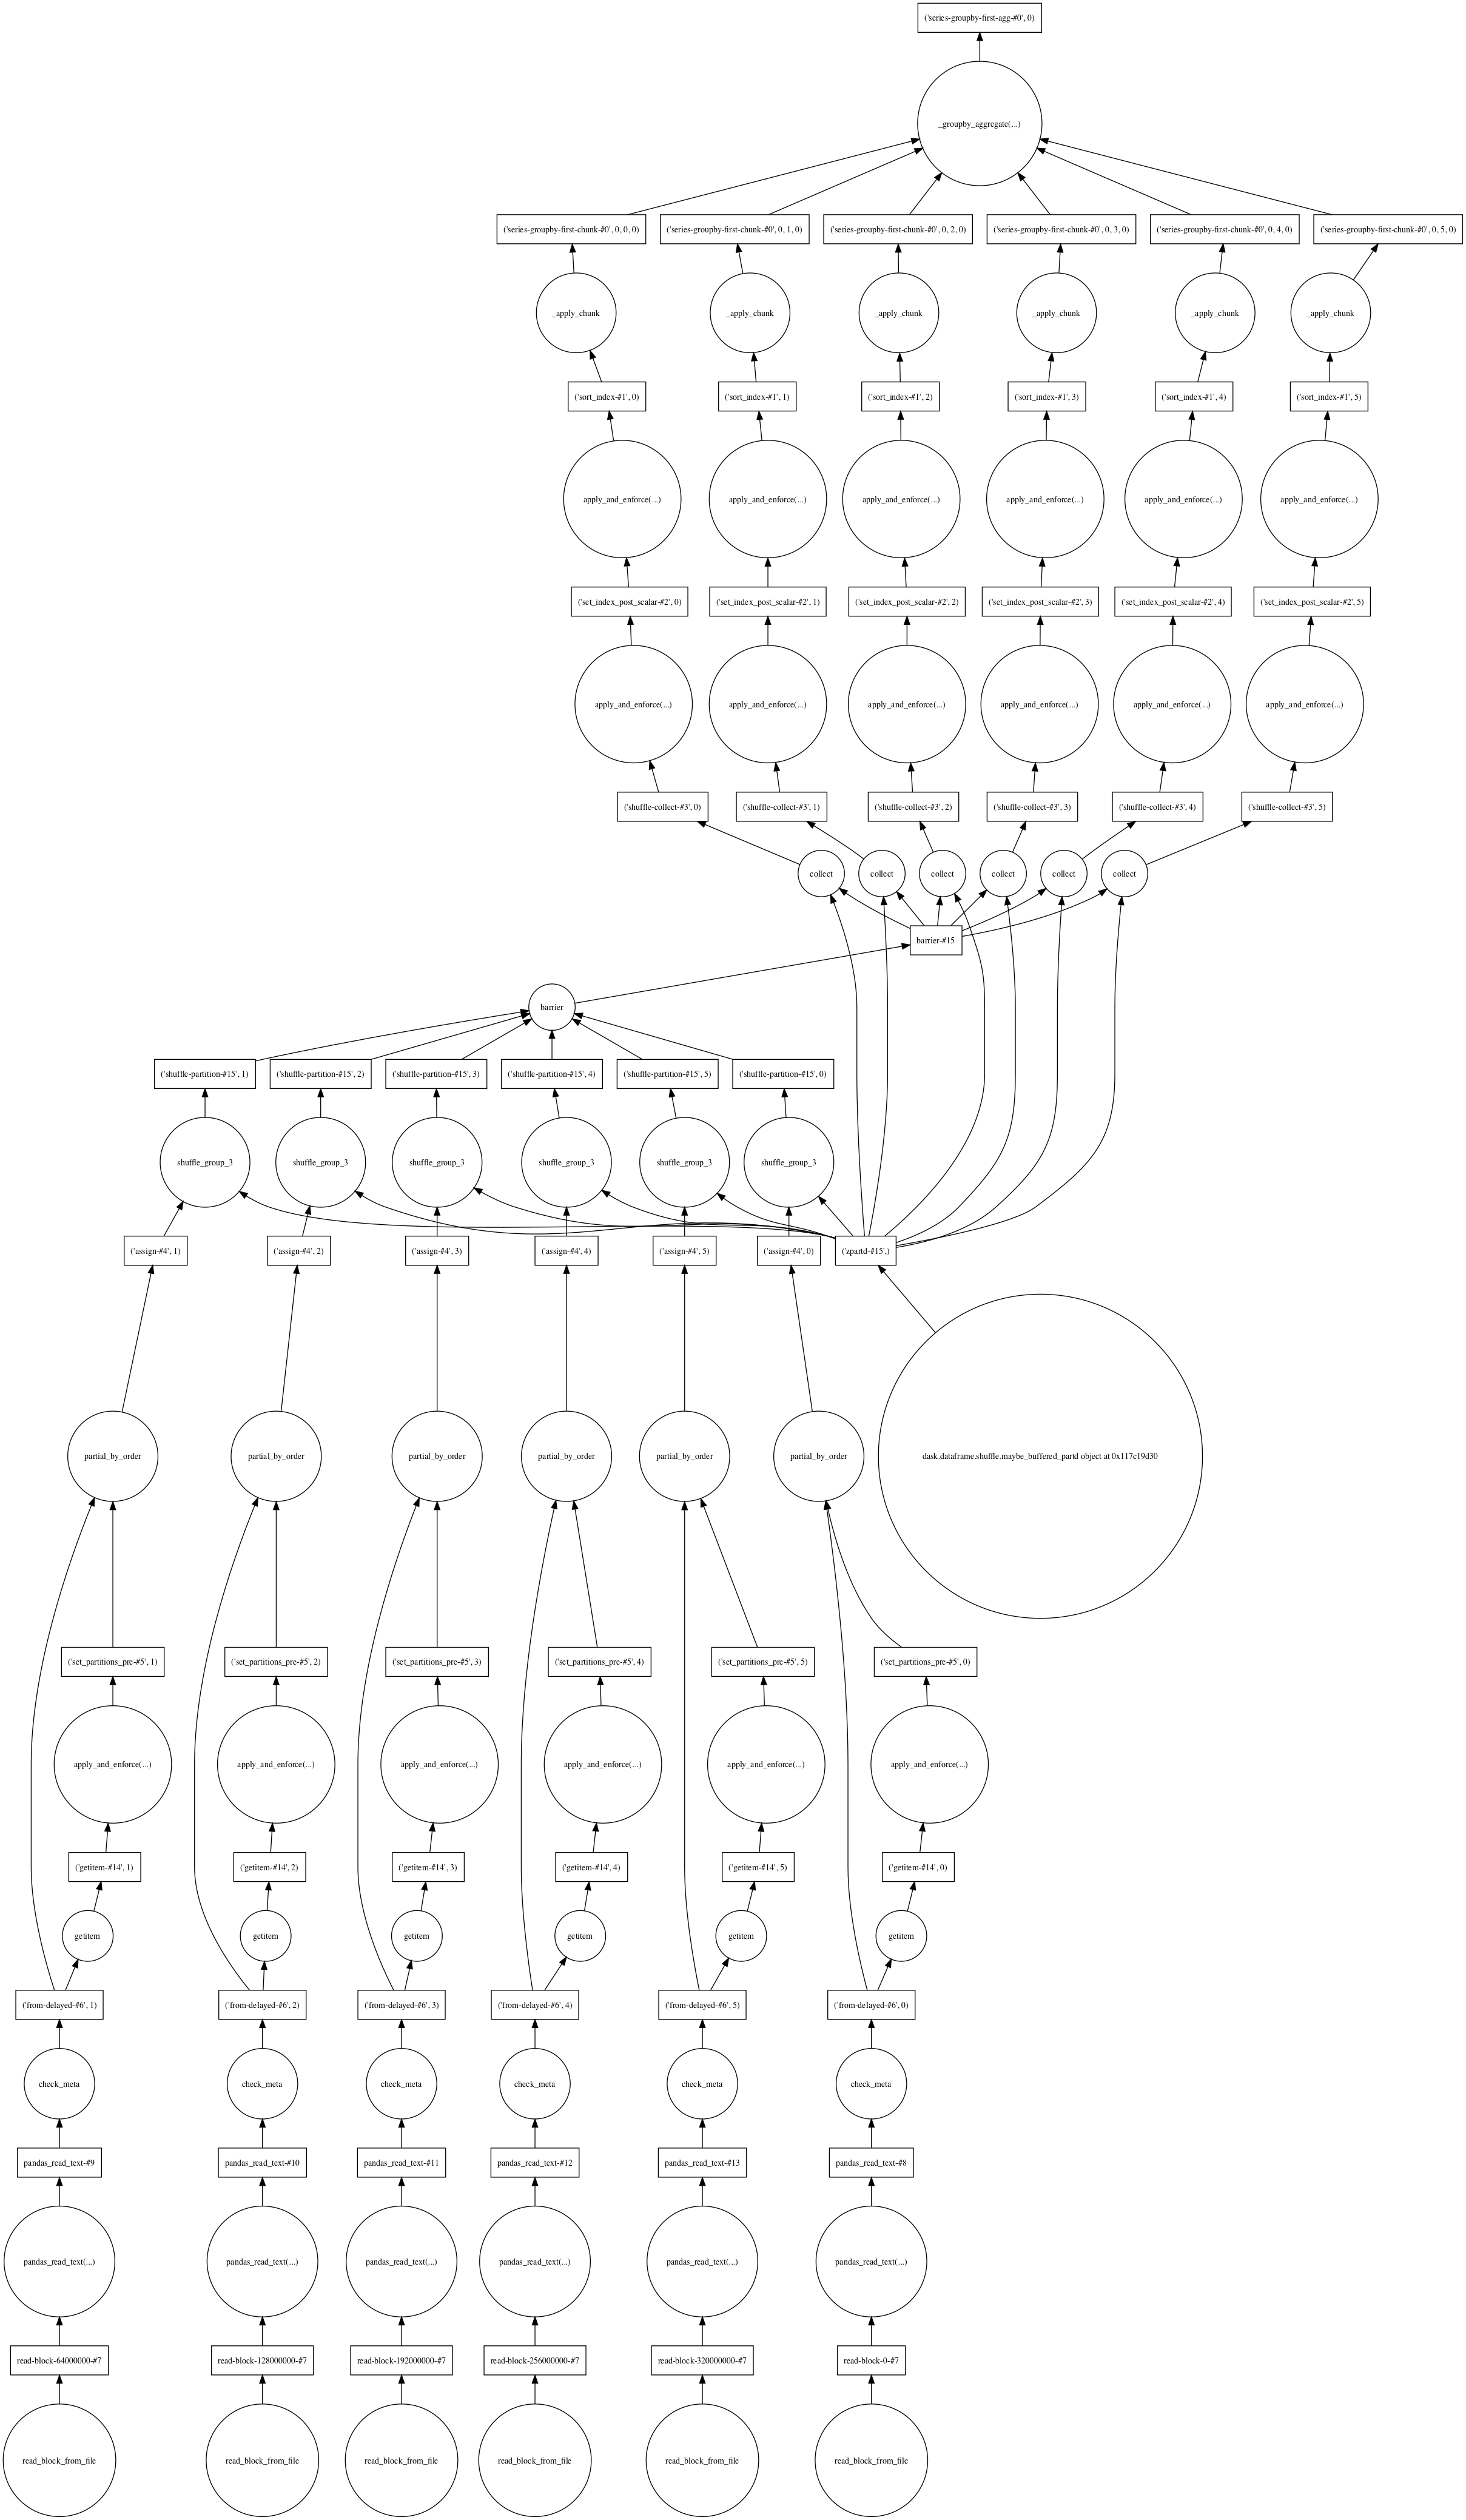 ('series-groupby-first-agg-#0', 0)
_groupby_aggregate(...)
('series-groupby-first-chunk-#0', 0, 0, 0)
('series-groupby-first-chunk-#0', 0, 1, 0)
('series-groupby-first-chunk-#0', 0, 2, 0)
('series-groupby-first-chunk-#0', 0, 3, 0)
('series-groupby-first-chunk-#0', 0, 4, 0)
('series-groupby-first-chunk-#0', 0, 5, 0)
_apply_chunk
_apply_chunk
_apply_chunk
_apply_chunk
_apply_chunk
_apply_chunk
('sort_index-#1', 0)
('sort_index-#1', 1)
('sort_index-#1', 2)
('sort_index-#1', 3)
('sort_index-#1', 4)
('sort_index-#1', 5)
apply_and_enforce(...)
apply_and_enforce(...)
apply_and_enforce(...)
apply_and_enforce(...)
apply_and_enforce(...)
apply_and_enforce(...)
('set_index_post_scalar-#2', 0)
('set_index_post_scalar-#2', 1)
('set_index_post_scalar-#2', 2)
('set_index_post_scalar-#2', 3)
('set_index_post_scalar-#2', 4)
('set_index_post_scalar-#2', 5)
apply_and_enforce(...)
apply_and_enforce(...)
apply_and_enforce(...)
apply_and_enforce(...)
apply_and_enforce(...)
apply_and_enforce(...)
('shuffle-collect-#3', 0)
('shuffle-collect-#3', 1)
('shuffle-collect-#3', 2)
('shuffle-collect-#3', 3)
('shuffle-collect-#3', 4)
('shuffle-collect-#3', 5)
collect
collect
collect
collect
collect
collect
barrier-#15
barrier
('shuffle-partition-#15', 1)
('shuffle-partition-#15', 2)
('shuffle-partition-#15', 3)
('shuffle-partition-#15', 4)
('shuffle-partition-#15', 5)
('shuffle-partition-#15', 0)
shuffle_group_3
shuffle_group_3
shuffle_group_3
shuffle_group_3
shuffle_group_3
shuffle_group_3
('assign-#4', 1)
('assign-#4', 2)
('assign-#4', 3)
('assign-#4', 4)
('assign-#4', 5)
('assign-#4', 0)
('zpartd-#15',)
partial_by_order
partial_by_order
partial_by_order
partial_by_order
partial_by_order
partial_by_order
dask.dataframe.shuffle.maybe_buffered_partd object at 0x117c19d30
('set_partitions_pre-#5', 1)
('set_partitions_pre-#5', 2)
('set_partitions_pre-#5', 3)
('set_partitions_pre-#5', 4)
('set_partitions_pre-#5', 5)
('set_partitions_pre-#5', 0)
apply_and_enforce(...)
apply_and_enforce(...)
apply_and_enforce(...)
apply_and_enforce(...)
apply_and_enforce(...)
apply_and_enforce(...)
('getitem-#14', 1)
('getitem-#14', 2)
('getitem-#14', 3)
('getitem-#14', 4)
('getitem-#14', 5)
('getitem-#14', 0)
getitem
getitem
getitem
getitem
getitem
getitem
('from-delayed-#6', 1)
('from-delayed-#6', 2)
('from-delayed-#6', 3)
('from-delayed-#6', 4)
('from-delayed-#6', 5)
('from-delayed-#6', 0)
check_meta
check_meta
check_meta
check_meta
check_meta
check_meta
pandas_read_text-#9
pandas_read_text-#10
pandas_read_text-#11
pandas_read_text-#12
pandas_read_text-#13
pandas_read_text-#8
pandas_read_text(...)
pandas_read_text(...)
pandas_read_text(...)
pandas_read_text(...)
pandas_read_text(...)
pandas_read_text(...)
read-block-64000000-#7
read-block-128000000-#7
read-block-192000000-#7
read-block-256000000-#7
read-block-320000000-#7
read-block-0-#7
read_block_from_file
read_block_from_file
read_block_from_file
read_block_from_file
read_block_from_file
read_block_from_file